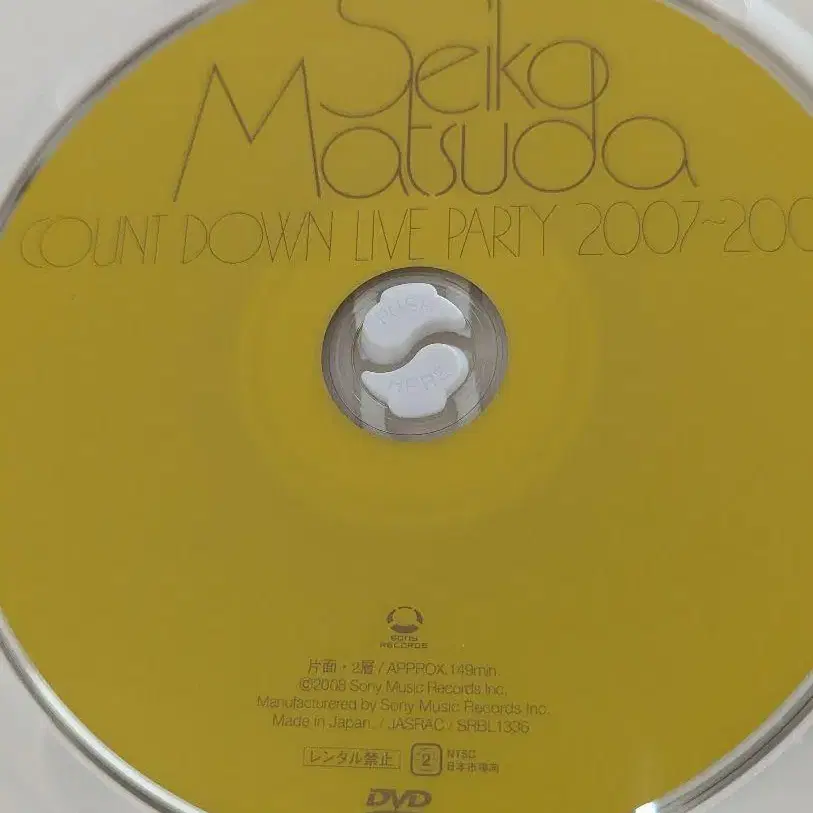 Seiko
Matsuda
COUNT DOWN LIVE PARTY 2007~200
PUSH
HERE
SONY
RECORDS
片面・2層 / APPROX.149min.
©2008 Sony Music Records Inc.
Manufacturered by Sony Music Records Inc.
Made in Japan. / JASRAC / SRBL1336
レンタル禁止
2
NTSC
日本市場向
DVD